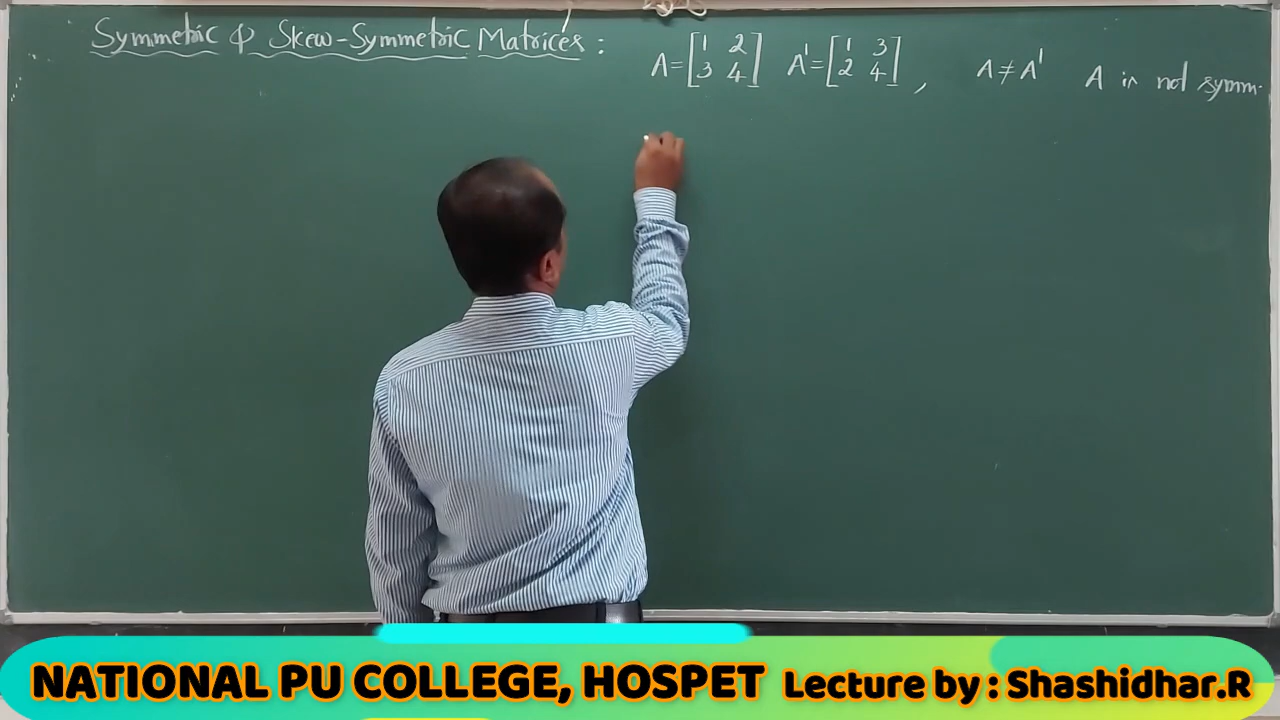 Symmetric & Skew-Symmetric Matrices : A = [1 2 3 4] A' = [1 3 2 4] , A ≠ A' A is not symm.
NATIONAL PU COLLEGE, HOSPET Lecture by : Shashidhar.R